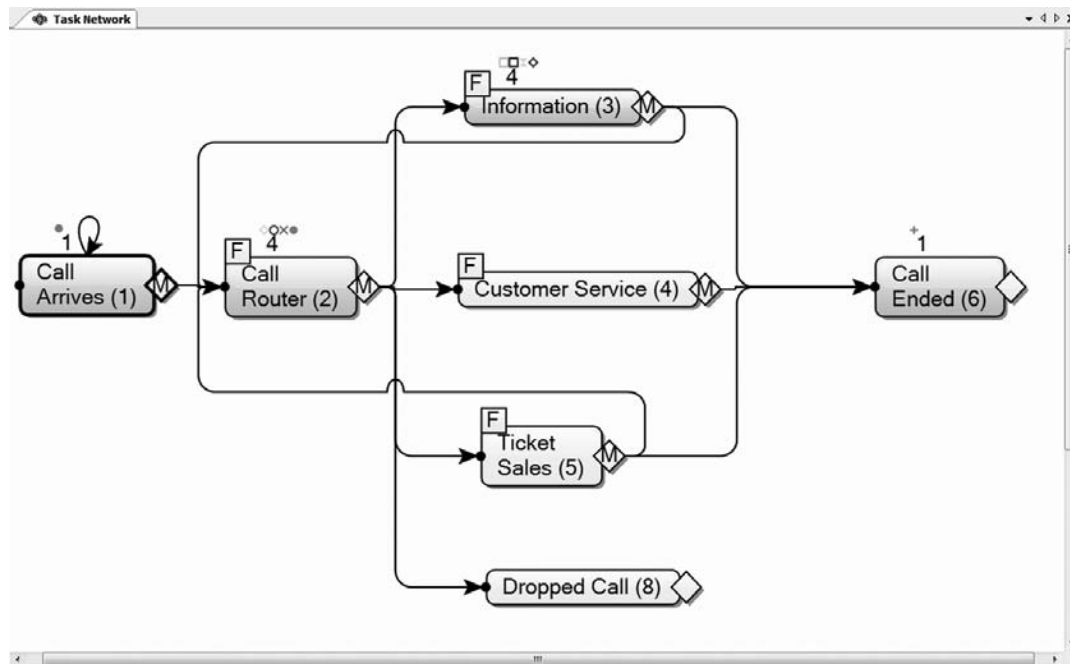 Task Network
4
F
Information (3)
M
1
Call
Arrives (1)
M
4
F
Call
Router (2)
M
F
Customer Service (4)
M
1
Call
Ended (6)
F
Ticket
Sales (5)
M
Dropped Call (8)